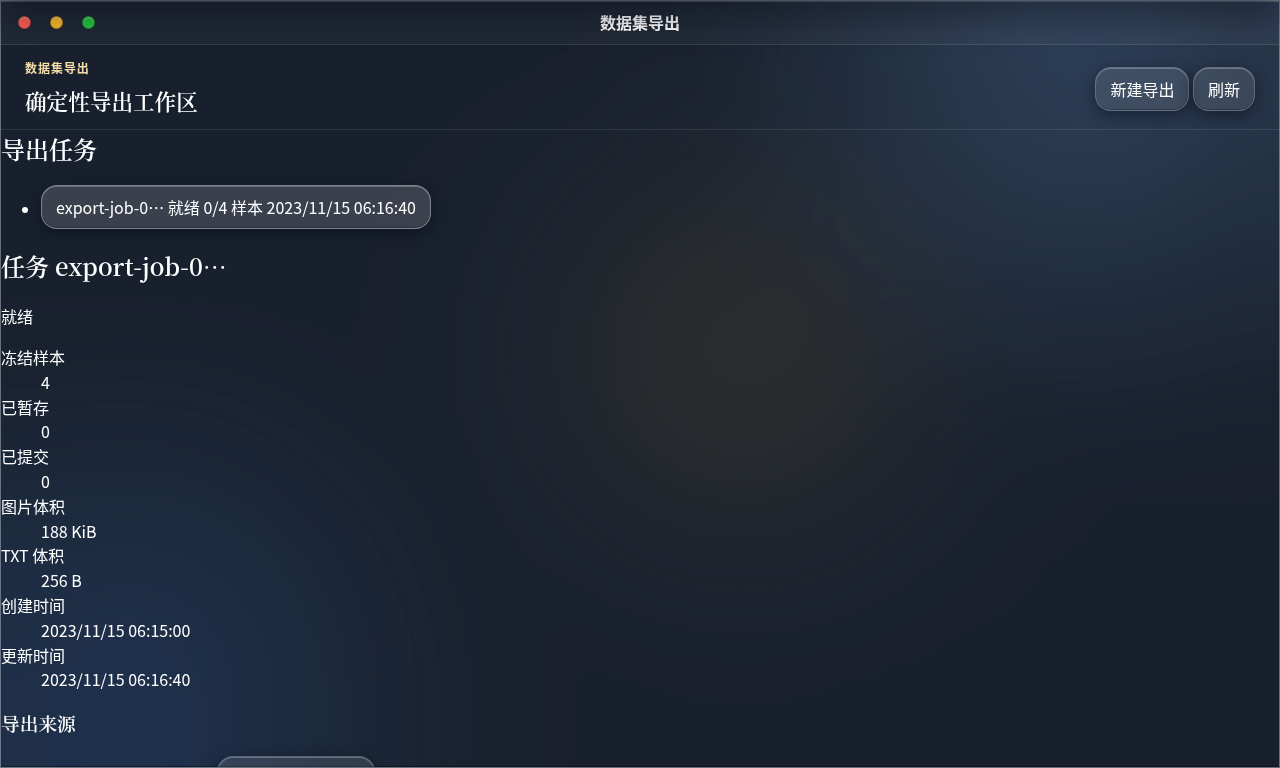 数据集导出
数据集导出
确定性导出工作区
新建导出
刷新
导出任务
export-job-0… 就绪 0/4 样本 2023/11/15 06:16:40
任务 export-job-0…
就绪
冻结样本
4
已暂存
0
已提交
0
图片体积
188 KiB
TXT 体积
256 B
创建时间
2023/11/15 06:15:00
更新时间
2023/11/15 06:16:40
导出来源